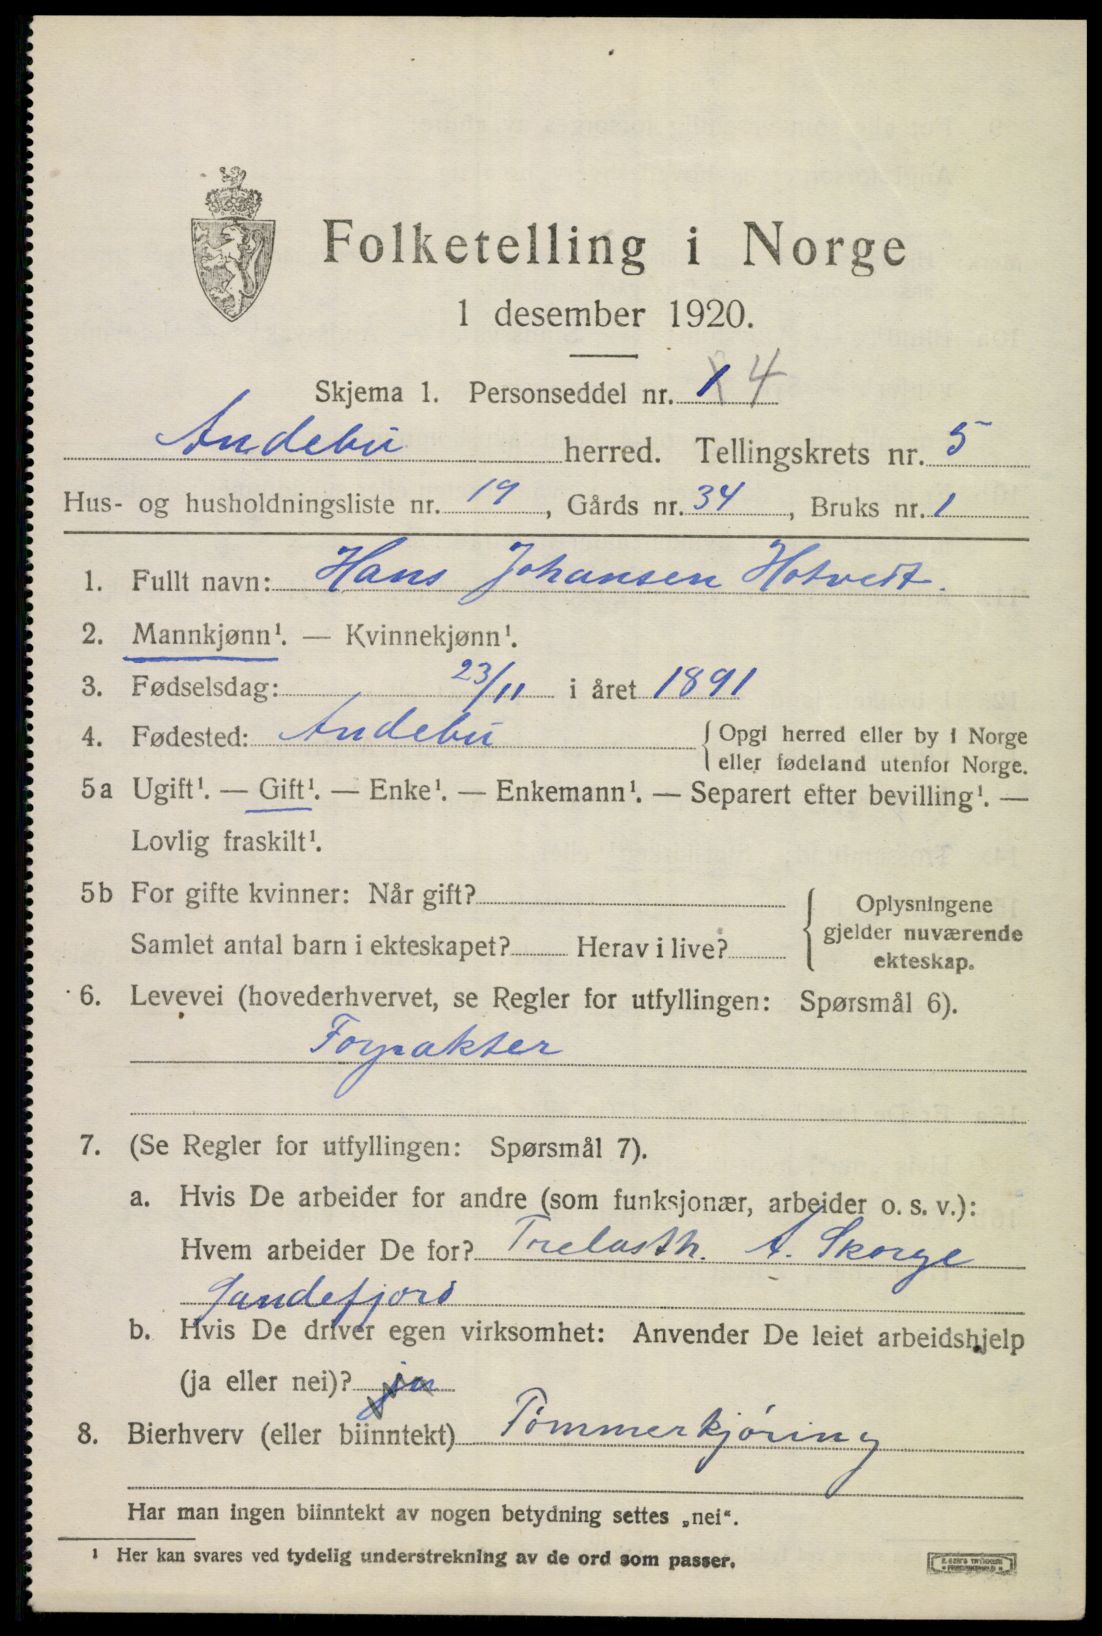 Folketelling i Norge
1 desember 1920.
Skjema 1. Personseddel nr. 1 4
Andebu herred. Tellingskrets nr. 5
Hus- og husholdningsliste nr. 19, Gårds nr. 34, Bruks nr. 1
1. Fullt navn: Hans Johansen Hotvedt.
2. Mannkjønn¹. — Kvinnekjønn¹.
3. Fødselsdag: 23/11 i året 1891
4. Fødested: Andebu { Opgi herred eller by i Norge
eller fødeland utenfor Norge.
5a Ugift¹. — Gift¹. — Enke¹. — Enkemann¹. — Separert efter bevilling¹. —
Lovlig fraskilt¹.
5b For gifte kvinner: Når gift? { Oplysningene
gjelder nuværende
ekteskap.
Samlet antal barn i ekteskapet? Herav i live?
6. Levevei (hovederhvervet, se Regler for utfyllingen: Spørsmål 6).
Forpakter
7. (Se Regler for utfyllingen: Spørsmål 7).
a. Hvis De arbeider for andre (som funksjonær, arbeider o. s. v.):
Hvem arbeider De for? Trelasth. A. Skorge
Sandefjord
b. Hvis De driver egen virksomhet: Anvender De leiet arbeidshjelp
(ja eller nei)? ja
8. Bierhverv (eller biinntekt) Tømmerkjøring
Har man ingen biinntekt av nogen betydning settes „nei“.
¹ Her kan svares ved tydelig understrekning av de ord som passer.